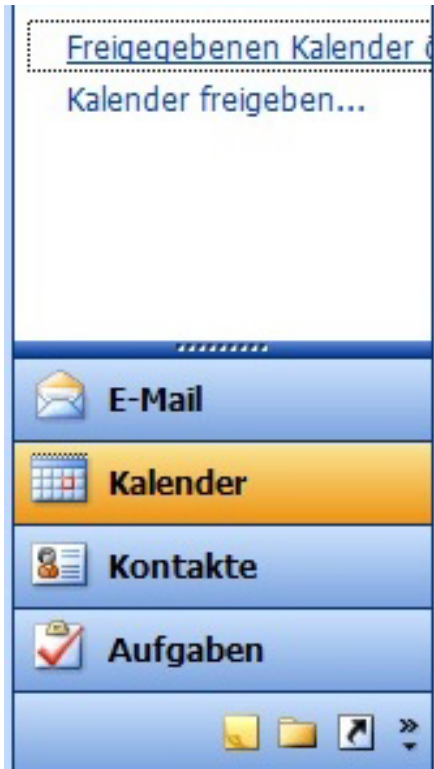 Freigegebenen Kalender
Kalender freigeben...
E-Mail
Kalender
Kontakte
Aufgaben